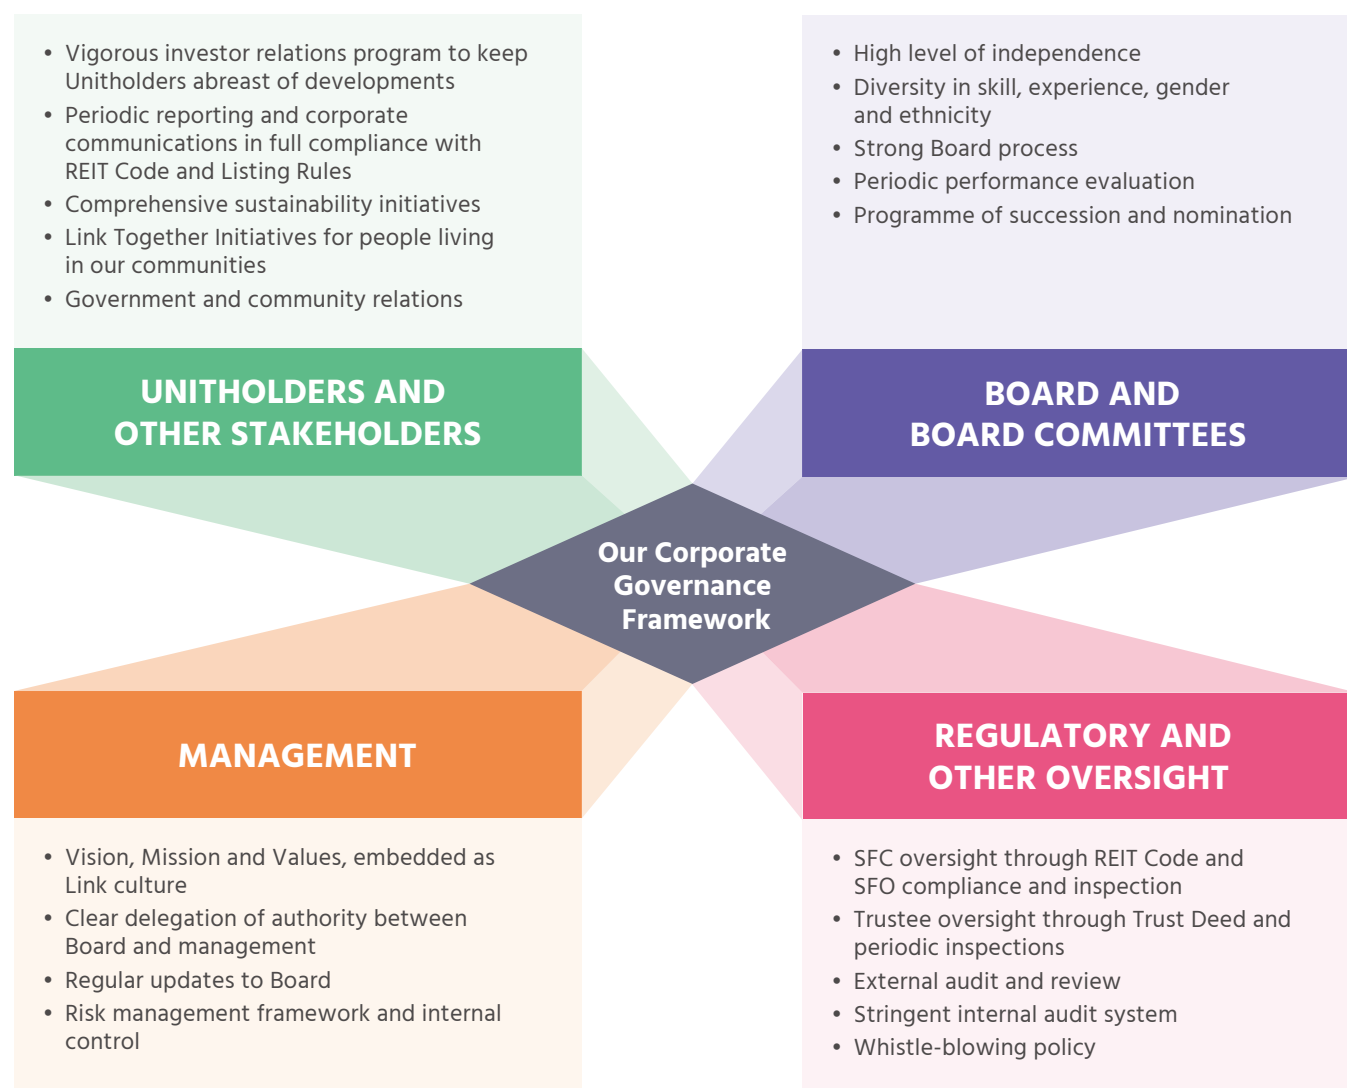 • Vigorous investor relations program to keep
Unitholders abreast of developments
• Periodic reporting and corporate
communications in full compliance with
REIT Code and Listing Rules
• Comprehensive sustainability initiatives
• Link Together Initiatives for people living
in our communities
• Government and community relations
UNITHOLDERS AND
OTHER STAKEHOLDERS
• High level of independence
• Diversity in skill, experience, gender
and ethnicity
• Strong Board process
• Periodic performance evaluation
• Programme of succession and nomination
BOARD AND
BOARD COMMITTEES
Our Corporate
Governance
Framework
MANAGEMENT
• Vision, Mission and Values, embedded as
Link culture
• Clear delegation of authority between
Board and management
• Regular updates to Board
• Risk management framework and internal
control
REGULATORY AND
OTHER OVERSIGHT
• SFC oversight through REIT Code and
SFO compliance and inspection
• Trustee oversight through Trust Deed and
periodic inspections
• External audit and review
• Stringent internal audit system
• Whistle-blowing policy